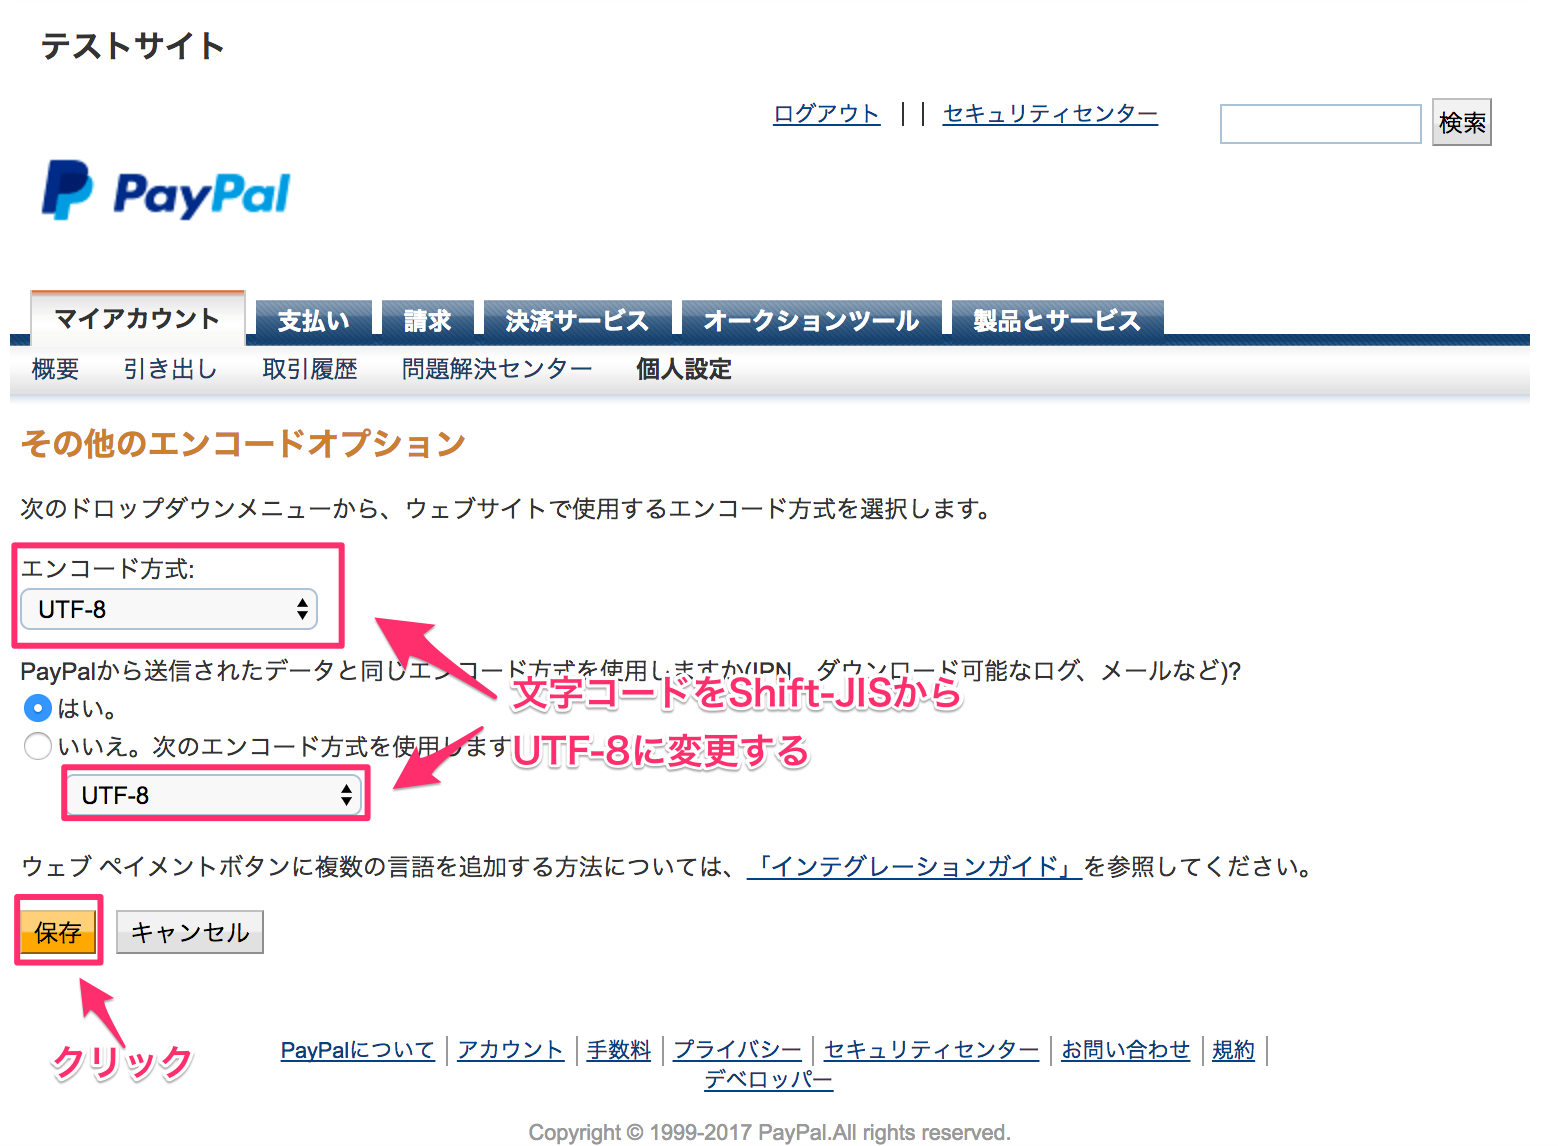 テストサイト
ログアウト | | セキュリティセンター 検索
PayPal
マイアカウント 支払い 請求 決済サービス オークションツール 製品とサービス
概要 引き出し 取引履歴 問題解決センター 個人設定
その他のエンコードオプション
次のドロップダウンメニューから、ウェブサイトで使用するエンコード方式を選択します。
エンコード方式:
UTF-8
PayPalから送信されたデータと同じエンコード方式を使用しますか(IPN、ダウンロード可能なログ、メールなど)?
文字コードをShift-JISから
はい。
いいえ。次のエンコード方式を使用します
UTF-8に変更する
UTF-8
ウェブ ペイメントボタンに複数の言語を追加する方法については、「インテグレーションガイド」を参照してください。
保存 キャンセル
クリック
PayPalについて | アカウント | 手数料 | プライバシー | セキュリティセンター | お問い合わせ | 規約 |
デベロッパー
Copyright © 1999-2017 PayPal.All rights reserved.